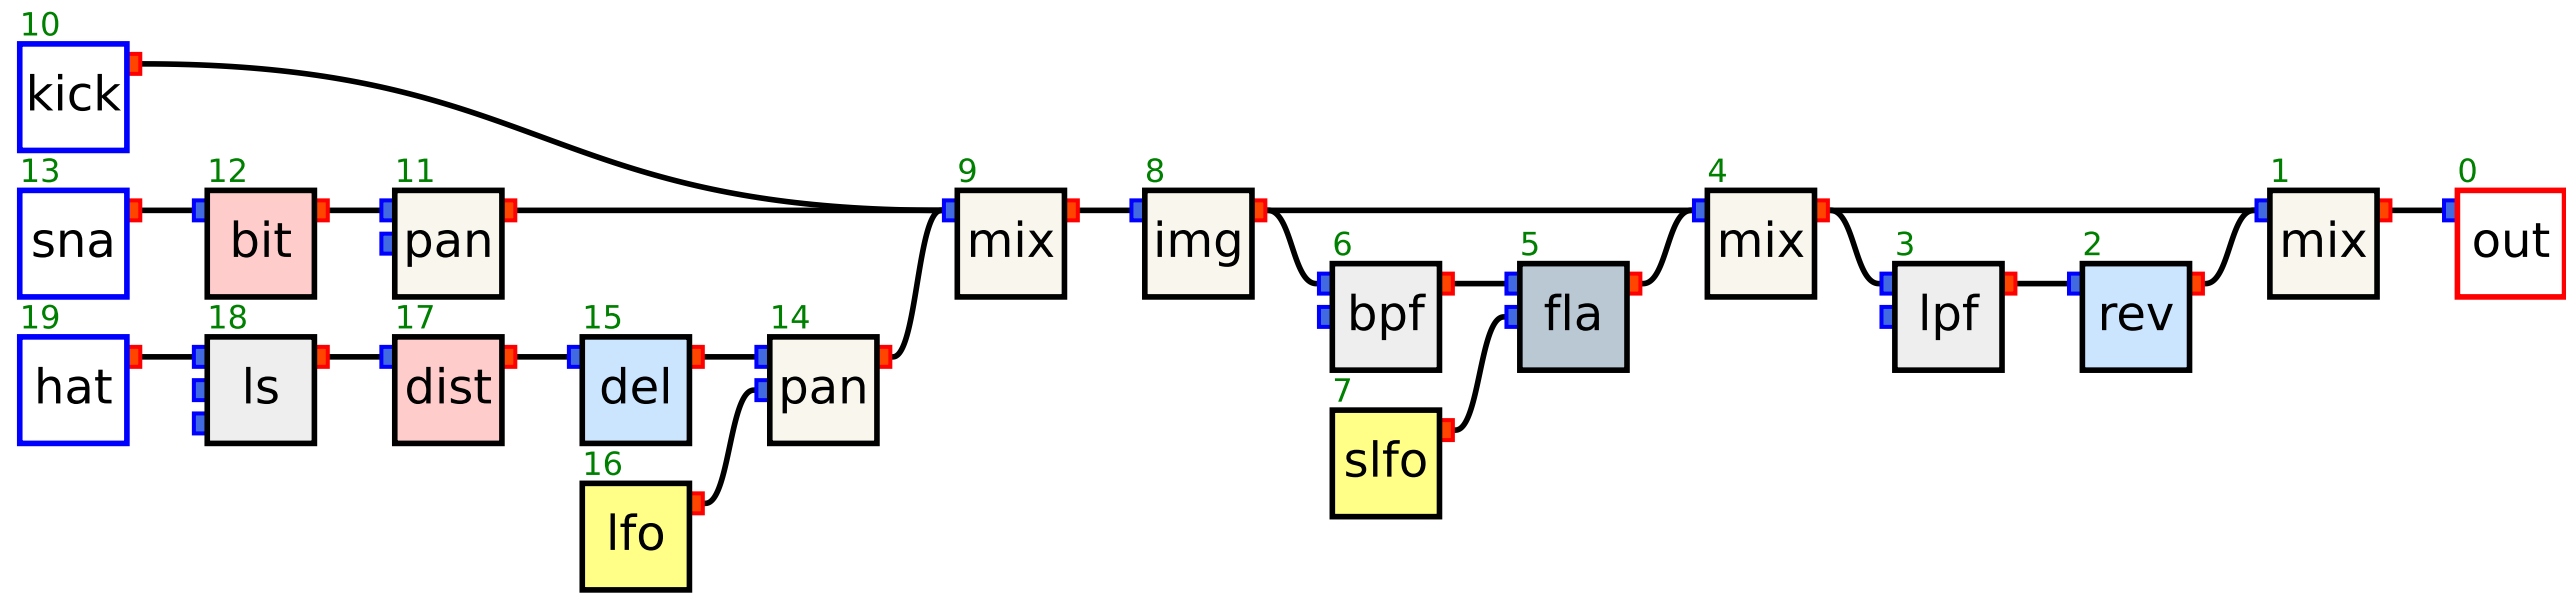 10
kick
13
sna
12
bit
11
pan
9
mix
8
img
4
mix
1
mix
0
out
6
bpf
5
fla
3
lpf
2
rev
19
hat
18
ls
17
dist
15
del
14
pan
7
slfo
16
lfo